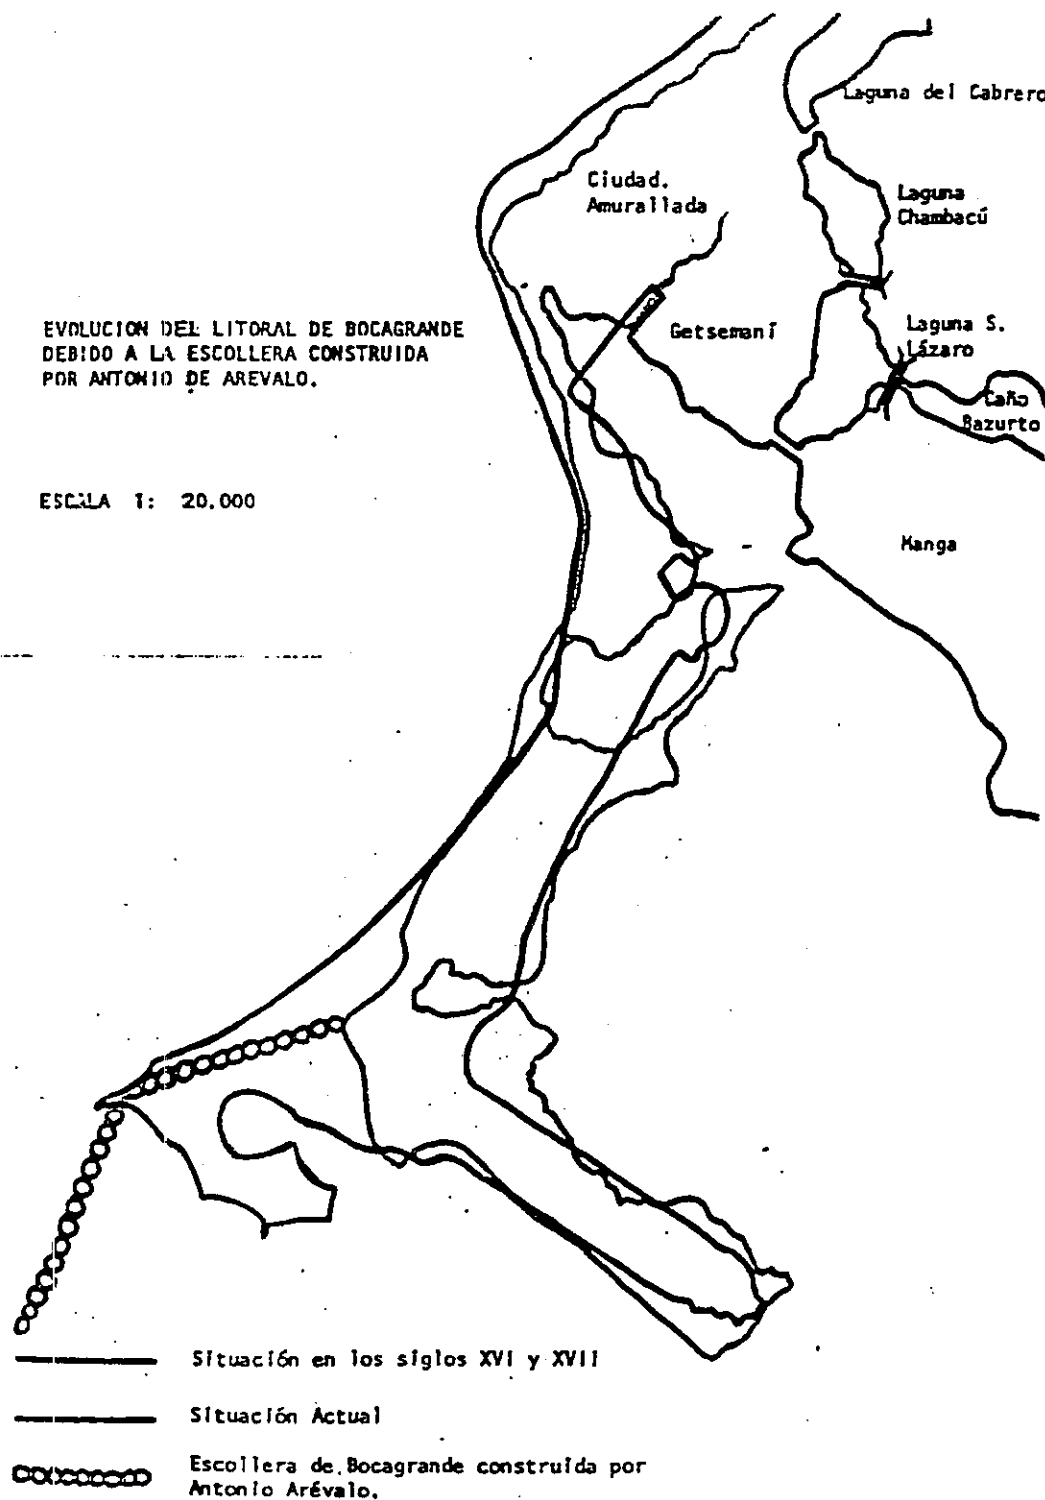 Laguna del Cabrero
Ciudad.
Amurallada
Laguna
Chambacú
EVOLUCION DEL LITORAL DE BOCAGRANDE
DEBIDO A LA ESCOLLERA CONSTRUIDA
POR ANTONIO DE AREVALO.
Getsemaní
Laguna S.
Lázaro
Caño
Bazurto
ESCALA 1: 20.000
Manga
Situación en los siglos XVI y XVII
Situación Actual
Escollera de Bocagrande construida por
Antonio Arévalo.